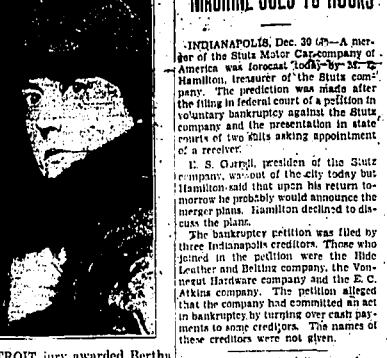 MACHINE GOES TO
INDIANAPOLIS, Dec. 30 (P)—A mer-
ger of the Stutz Motor Car company of
America was forecast today by M. L.
Hamilton, treasurer of the Stutz com-
pany. The prediction was made after
the filing in federal court of a petition in
voluntary bankruptcy against the Stutz
company and the presentation in state
courts of two suits asking appointment
of a receiver.
E. S. president of the Stutz
company, was out of the city today but
Hamilton said that upon his return to-
morrow he probably would announce the
merger plans. Hamilton declined to dis-
cuss the plans.
The bankruptcy petition was filed by
three Indianapolis creditors. Those who
joined in the petition were the Hide
Leather and Belting company, the Von-
negut Hardware company and the E. C.
Atkins company. The petition alleged
that the company had committed an act
in bankruptcy by turning over cash pay-
ments to some creditors. The names of
these creditors were not given.
TROIT jury awarded Bertha